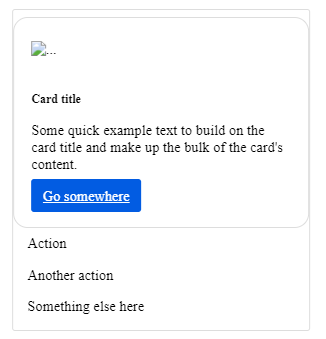 ...
Card title
Some quick example text to build on the
card title and make up the bulk of the card's
content.
Go somewhere
Action
Another action
Something else here